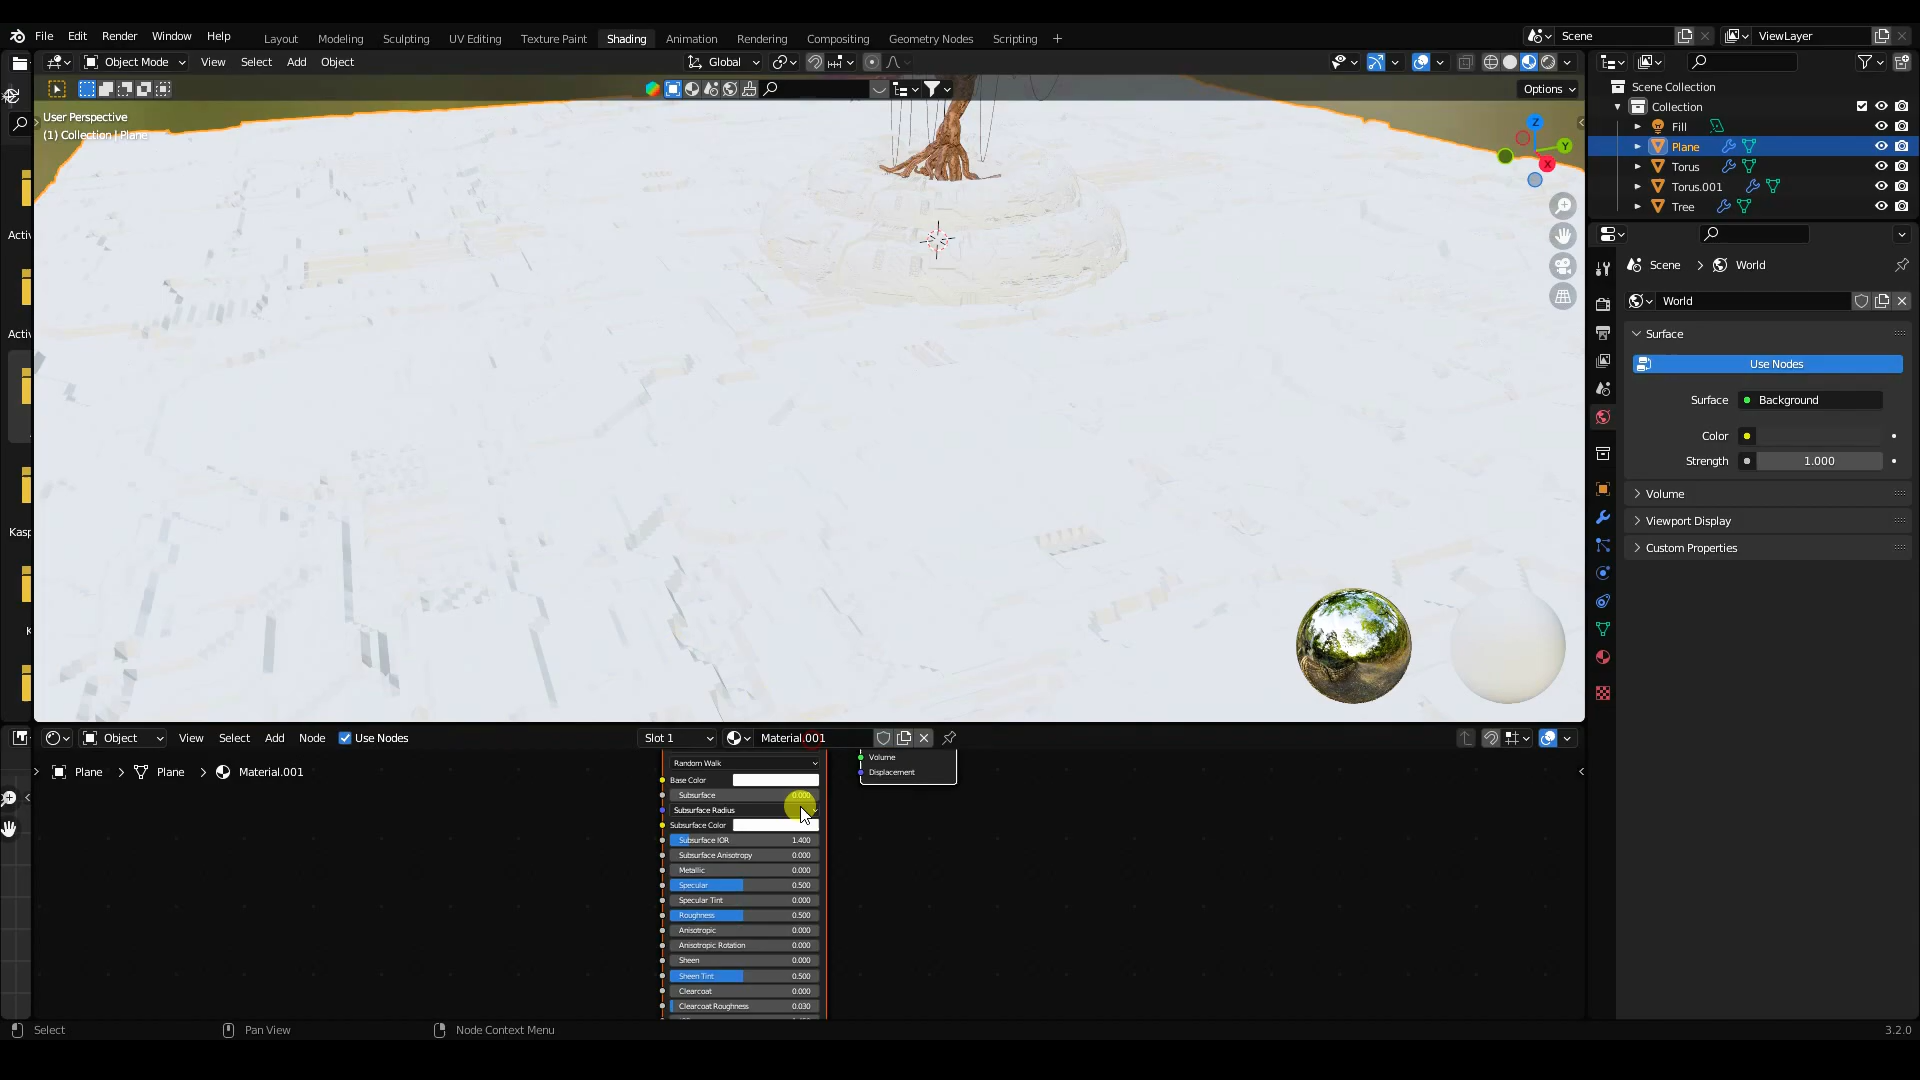 File Edit Render Window Help
Layout Modeling Sculpting UV Editing Texture Paint Shading Animation Rendering Compositing Geometry Nodes Scripting
Scene
ViewLayer
Object Mode View Select Add Object
Global
Options
User Perspective
(1) Collection | Plane
Z
Y
X
Scene Collection
Collection
Fill
Plane
Torus
Torus.001
Tree
Scene > World
World
Surface
Use Nodes
Surface Background
Color
Strength 1.000
Volume
Viewport Display
Custom Properties
Activ
Activ
Kasp
K
Object View Select Add Node Use Nodes
Slot 1
Material.001
Plane > Plane > Material.001
Random Walk
Base Color
Subsurface 0.000
Subsurface Radius
Subsurface Color
Subsurface IOR 1.400
Subsurface Anisotropy 0.000
Metallic 0.000
Specular 0.500
Specular Tint 0.000
Roughness 0.500
Anisotropic 0.000
Anisotropic Rotation 0.000
Sheen 0.000
Sheen Tint 0.500
Clearcoat 0.000
Clearcoat Roughness 0.030
Volume
Displacement
Select
Pan View
Node Context Menu
3.2.0